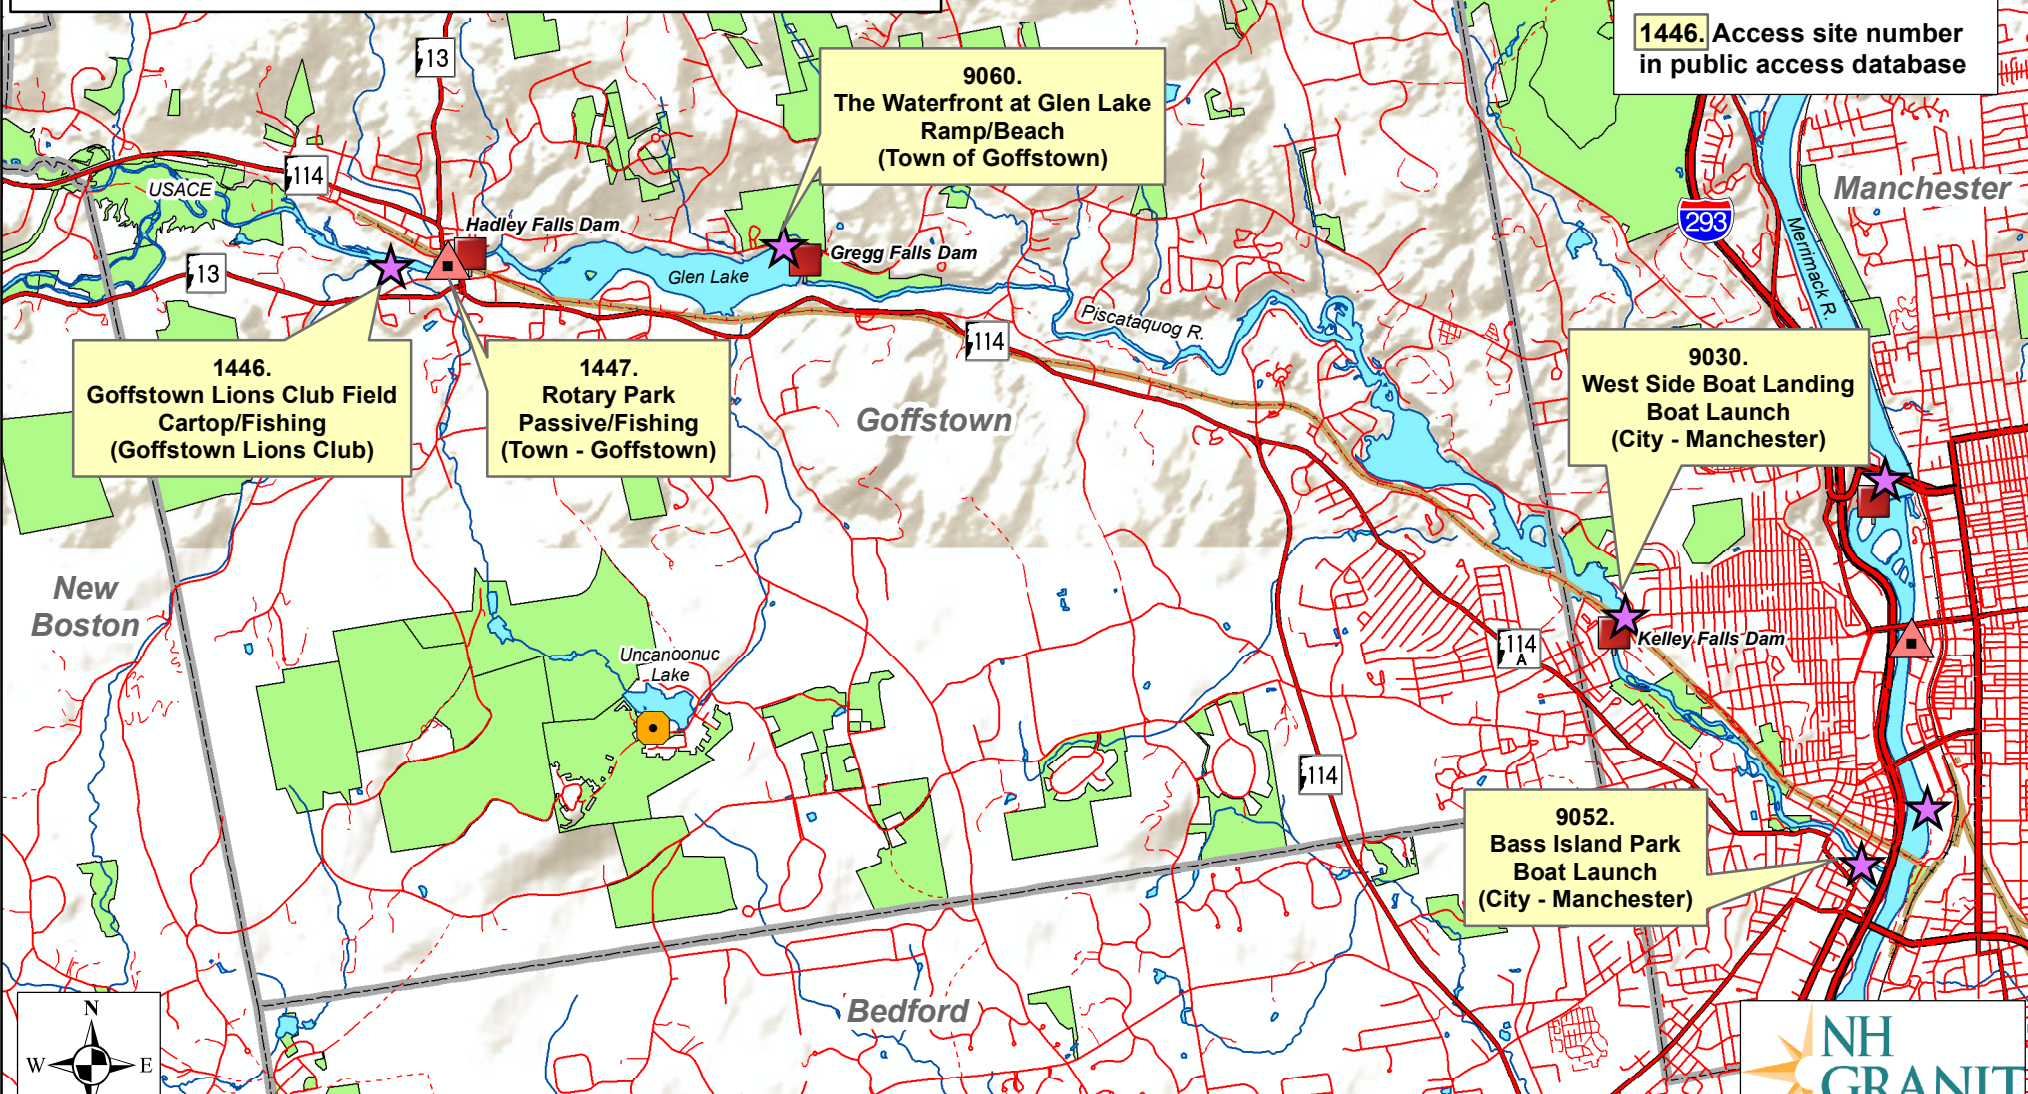 1446. Access site number
in public access database
13
9060.
The Waterfront at Glen Lake
Ramp/Beach
(Town of Goffstown)
114
USACE
Manchester
293
Merrimack R.
Hadley Falls Dam
Gregg Falls Dam
Glen Lake
13
Piscataquog R.
114
1446.
Goffstown Lions Club Field
Cartop/Fishing
(Goffstown Lions Club)
1447.
Rotary Park
Passive/Fishing
(Town - Goffstown)
Goffstown
9030.
West Side Boat Landing
Boat Launch
(City - Manchester)
New
Boston
Uncanoonuc
Lake
114
A
Kelley Falls Dam
114
9052.
Bass Island Park
Boat Launch
(City - Manchester)
Bedford
N
W
E
NH
GRANIT